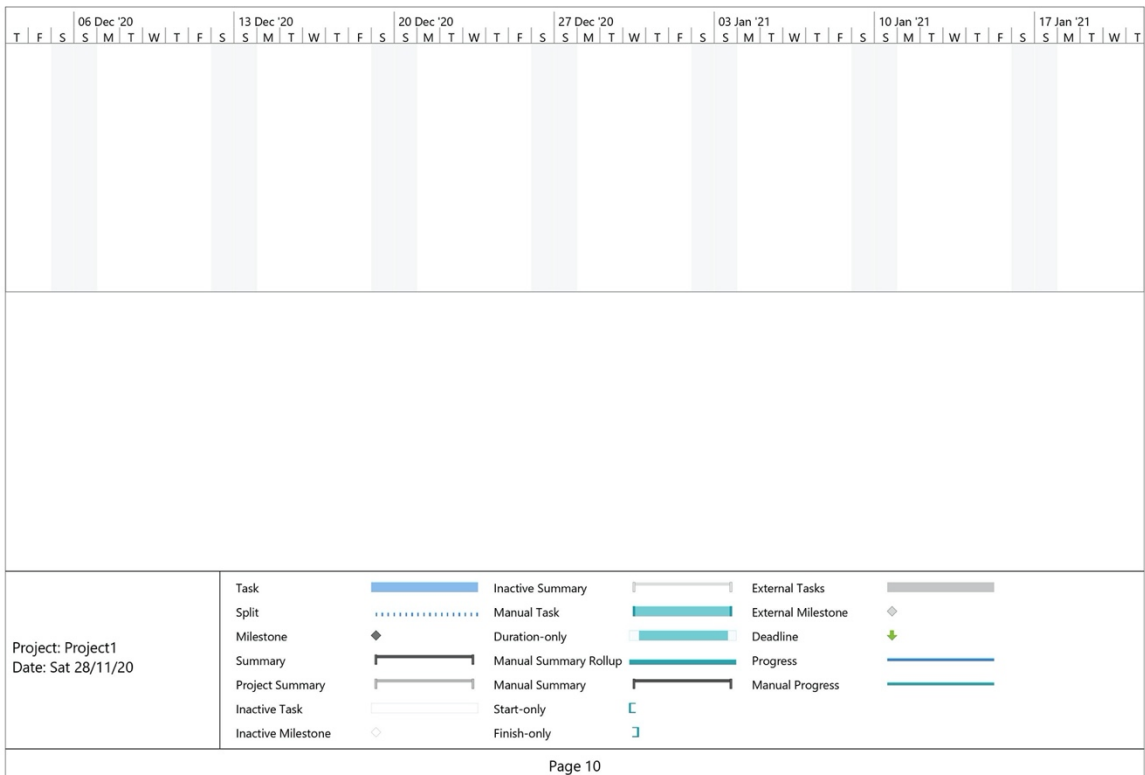 06 Dec '20 13 Dec '20 20 Dec '20 27 Dec '20 03 Jan '21 10 Jan '21 17 Jan '21
T F S S M T W T F S S M T W T F S S M T W T F S S M T W T F S S M T W T F S S M T W T F S S M T W T
Task Inactive Summary External Tasks
Split Manual Task External Milestone
Milestone Duration-only Deadline
Project: Project1
Date: Sat 28/11/20
Summary Manual Summary Rollup Progress
Project Summary Manual Summary Manual Progress
Inactive Task Start-only
Inactive Milestone Finish-only
Page 10